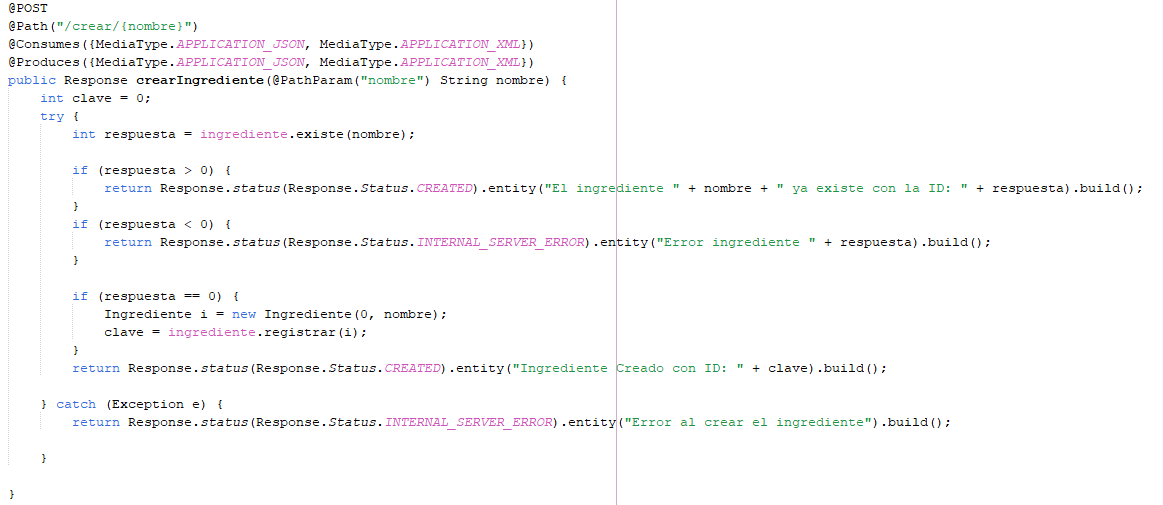 @POST
@Path("/crear/{nombre}")
@Consumes({MediaType.APPLICATION_JSON, MediaType.APPLICATION_XML})
@Produces({MediaType.APPLICATION_JSON, MediaType.APPLICATION_XML})
public Response crearIngrediente(@PathParam("nombre") String nombre) {
    int clave = 0;
    try {
        int respuesta = ingrediente.existe(nombre);

        if (respuesta > 0) {
            return Response.status(Response.Status.CREATED).entity("El ingrediente " + nombre + " ya existe con la ID: " + respuesta).build();
        }
        if (respuesta < 0) {
            return Response.status(Response.Status.INTERNAL_SERVER_ERROR).entity("Error ingrediente " + respuesta).build();
        }

        if (respuesta == 0) {
            Ingrediente i = new Ingrediente(0, nombre);
            clave = ingrediente.registrar(i);
        }
        return Response.status(Response.Status.CREATED).entity("Ingrediente Creado con ID: " + clave).build();

    } catch (Exception e) {
        return Response.status(Response.Status.INTERNAL_SERVER_ERROR).entity("Error al crear el ingrediente").build();

    }

}